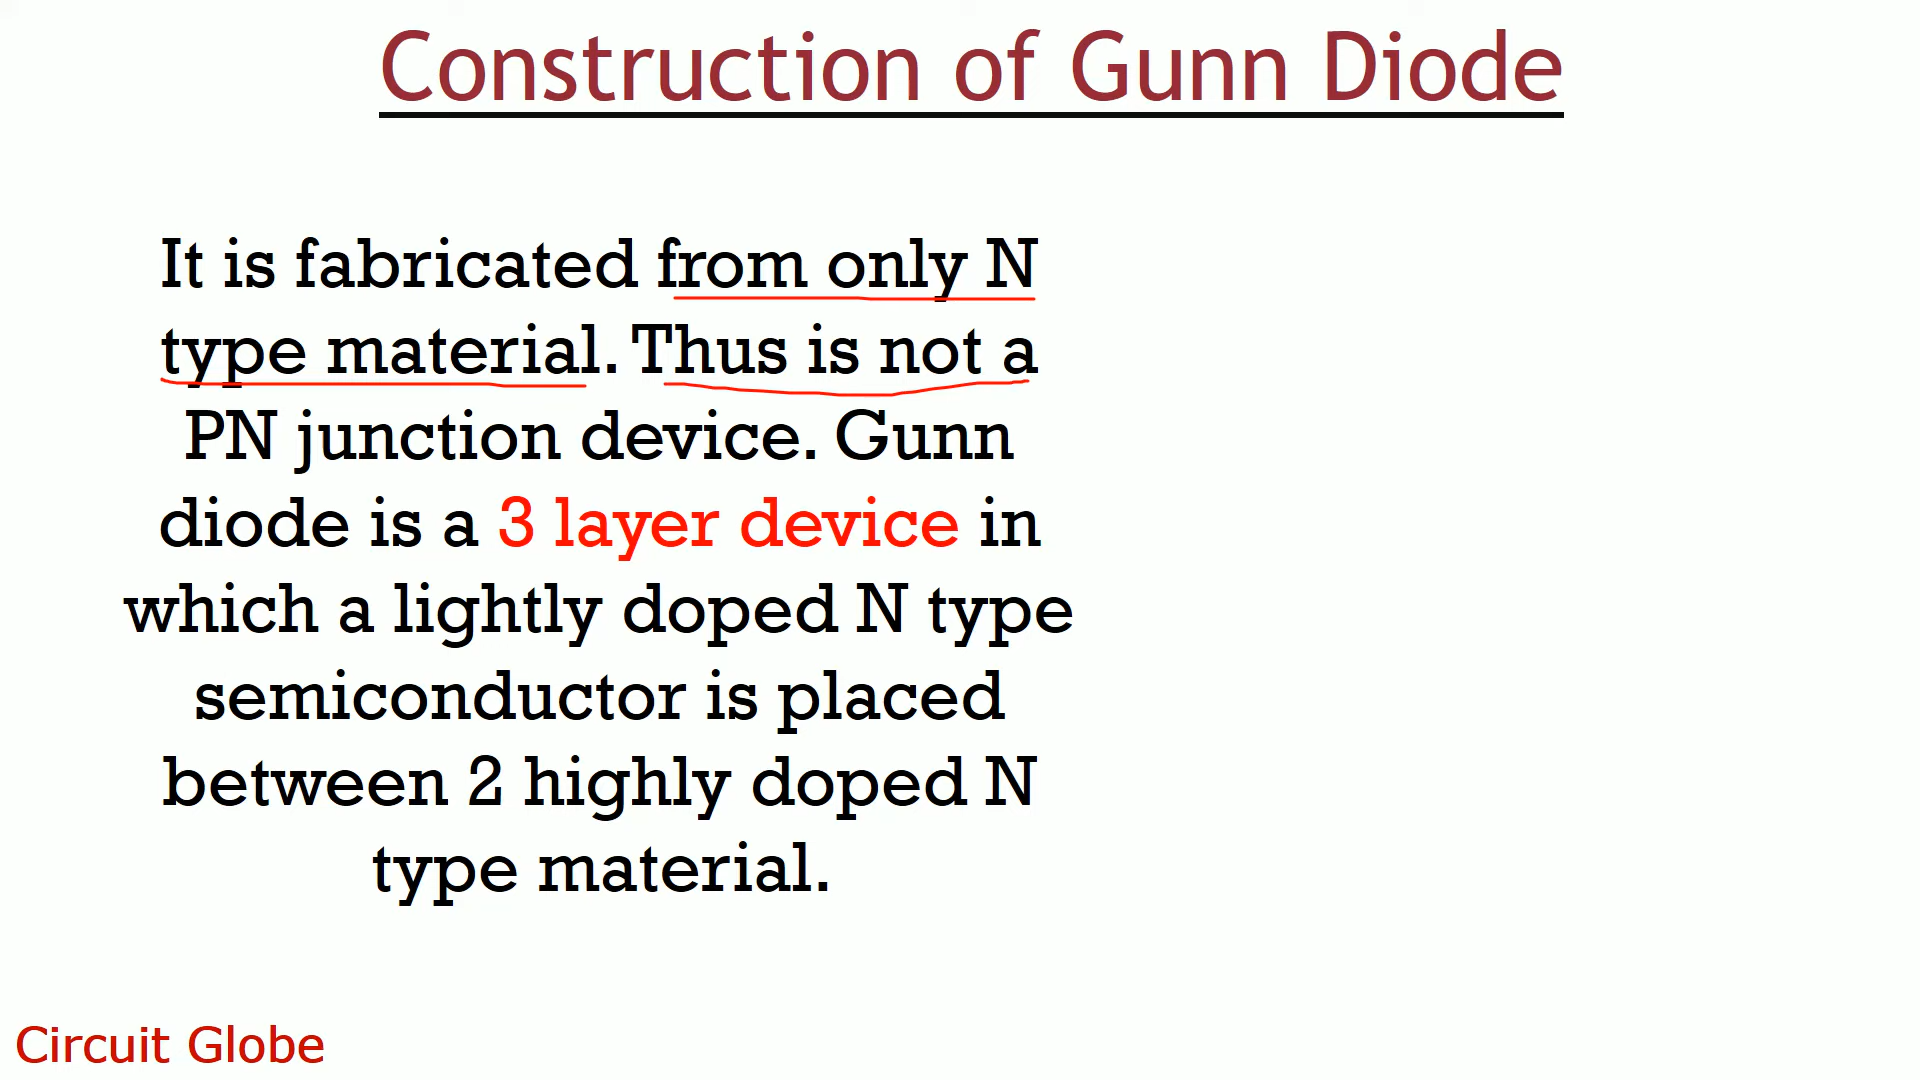 Construction of Gunn Diode
It is fabricated from only N
type material. Thus is not a
PN junction device. Gunn
diode is a 3 layer device in
which a lightly doped N type
semiconductor is placed
between 2 highly doped N
type material.
Circuit Globe